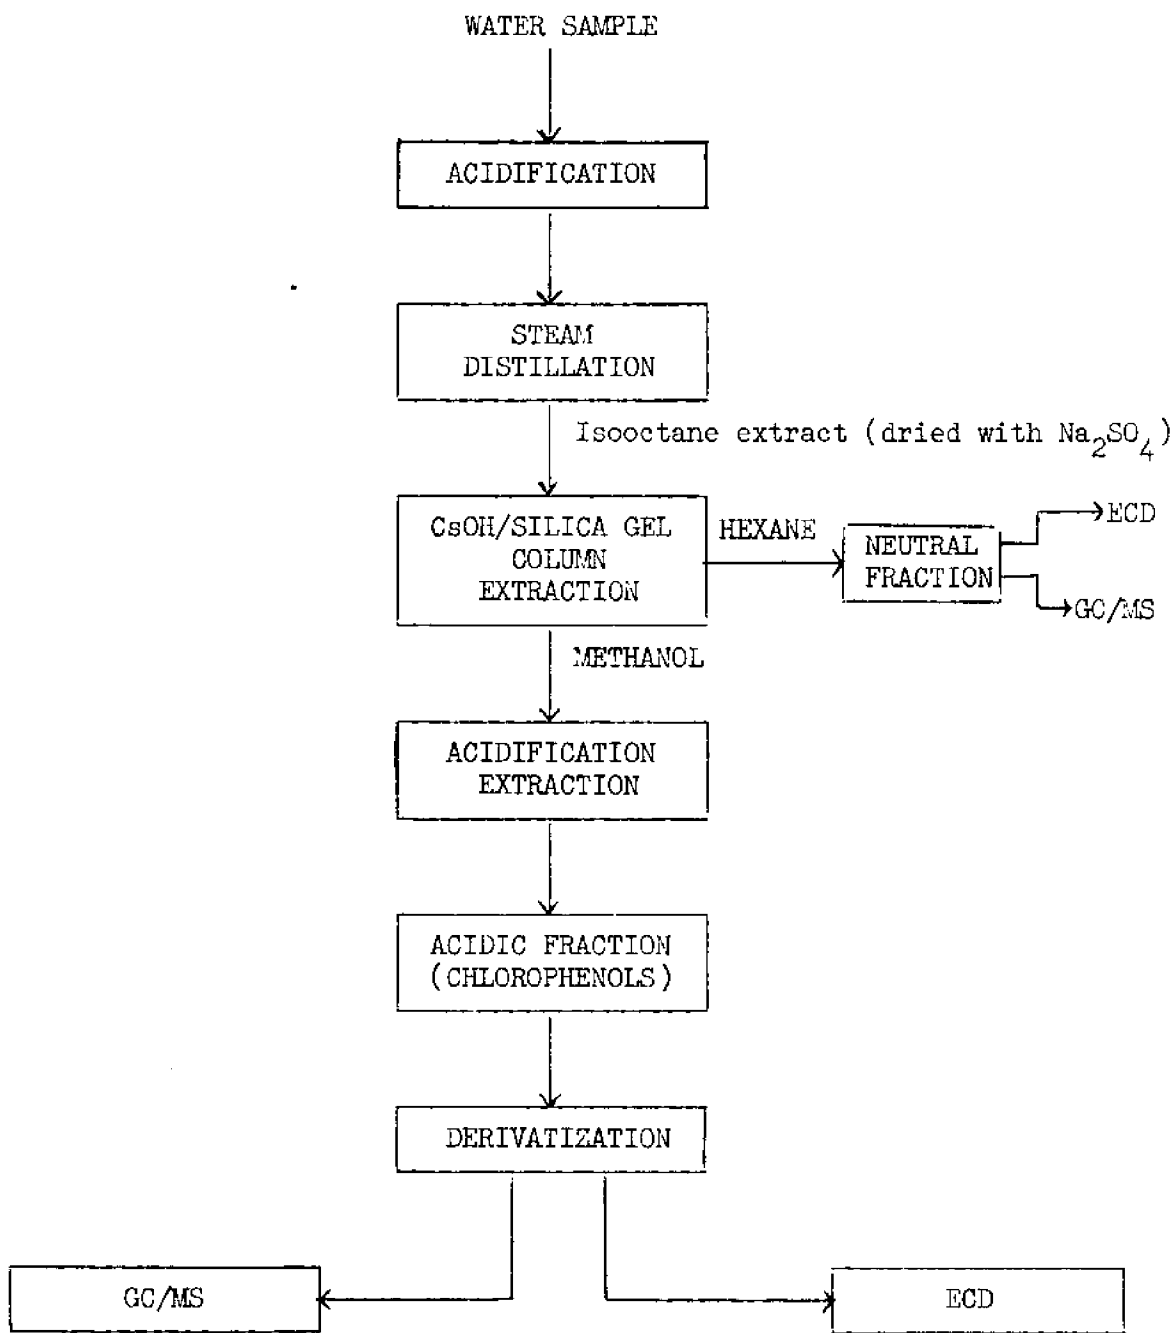 WATER SAMPLE
ACIDIFICATION
STEAM
DISTILLATION
Isooctane extract (dried with Na₂SO₄)
CsOH/SILICA GEL
COLUMN
EXTRACTION
HEXANE
NEUTRAL
FRACTION
ECD
GC/MS
METHANOL
ACIDIFICATION
EXTRACTION
ACIDIC FRACTION
(CHLOROPHENOLS)
DERIVATIZATION
GC/MS
ECD